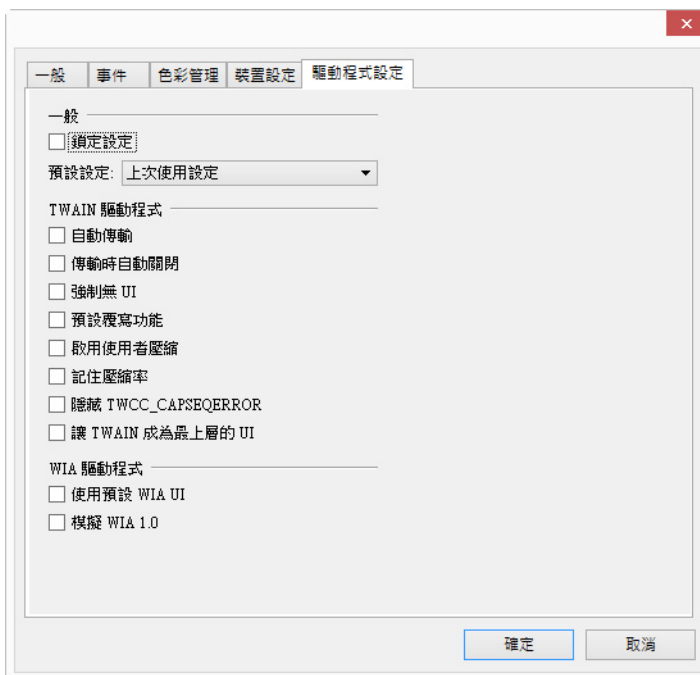 一般 事件 色彩管理 裝置設定 驅動程式設定
一般
鎖定設定
預設設定: 上次使用設定
TWAIN 驅動程式
自動傳輸
傳輸時自動關閉
強制無 UI
預設覆寫功能
啟用使用者壓縮
記住壓縮率
隱藏 TWCC_CAPSEQERROR
讓 TWAIN 成為最上層的 UI
WIA 驅動程式
使用預設 WIA UI
模擬 WIA 1.0
確定 取消